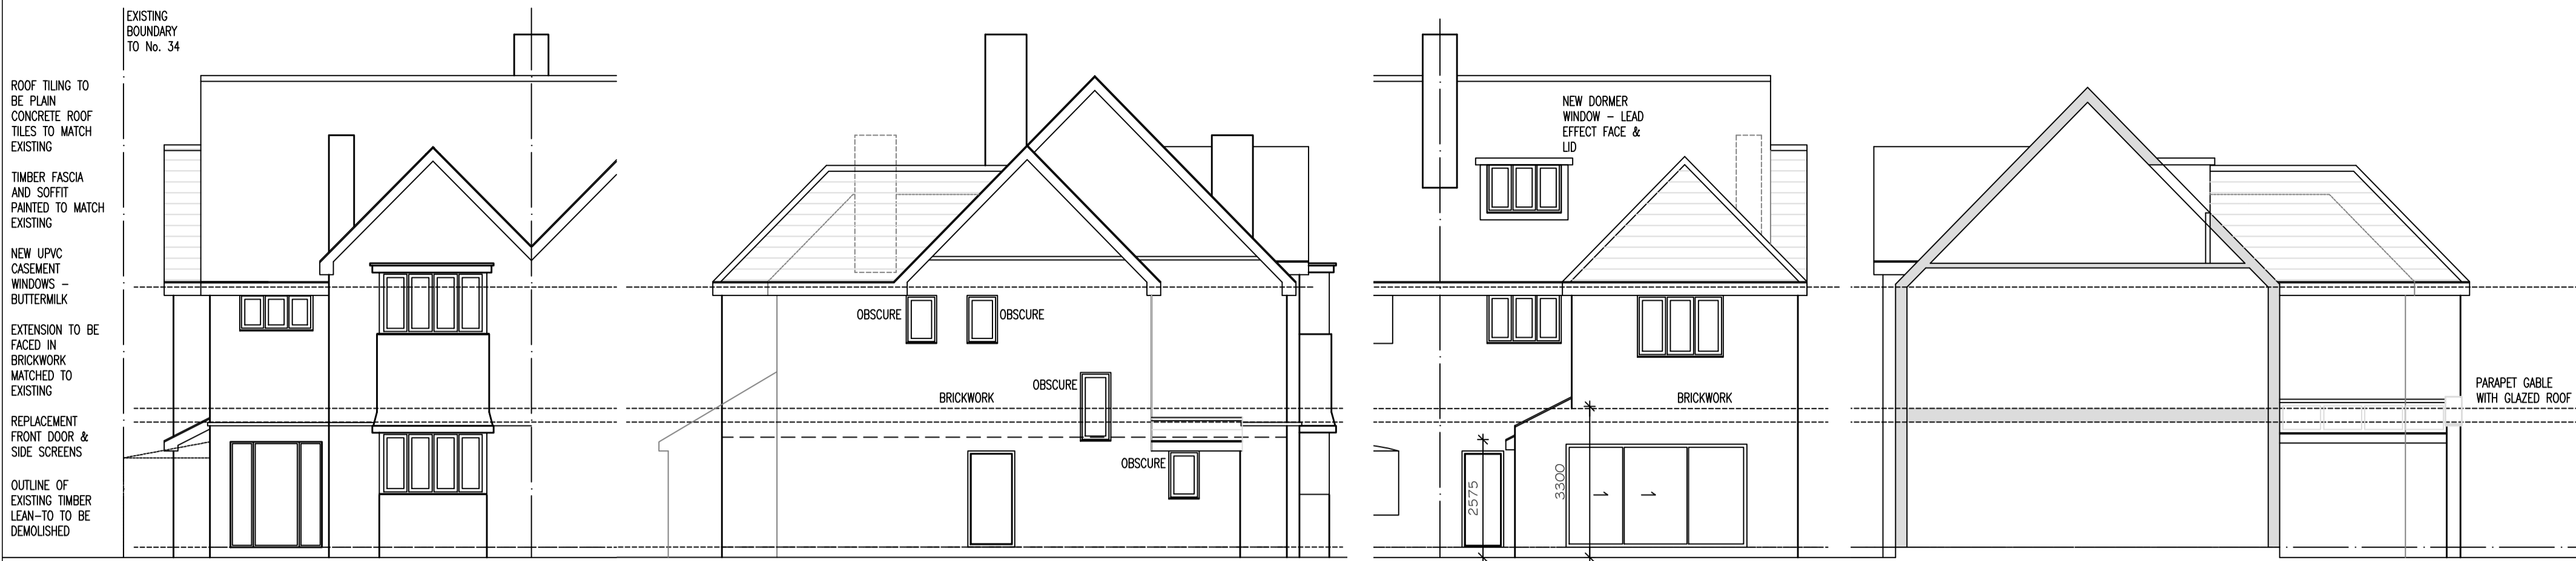 EXISTING
BOUNDARY
TO No. 34
ROOF TILING TO
BE PLAIN
CONCRETE ROOF
TILES TO MATCH
EXISTING
TIMBER FASCIA
AND SOFFIT
PAINTED TO MATCH
EXISTING
NEW UPVC
CASEMENT
WINDOWS –
BUTTERMILK
EXTENSION TO BE
FACED IN
BRICKWORK
MATCHED TO
EXISTING
REPLACEMENT
FRONT DOOR &
SIDE SCREENS
OUTLINE OF
EXISTING TIMBER
LEAN-TO TO BE
DEMOLISHED
OBSCURE
OBSCURE
OBSCURE
BRICKWORK
OBSCURE
NEW DORMER
WINDOW – LEAD
EFFECT FACE &
LID
BRICKWORK
2575
3300
PARAPET GABLE
WITH GLAZED ROOF